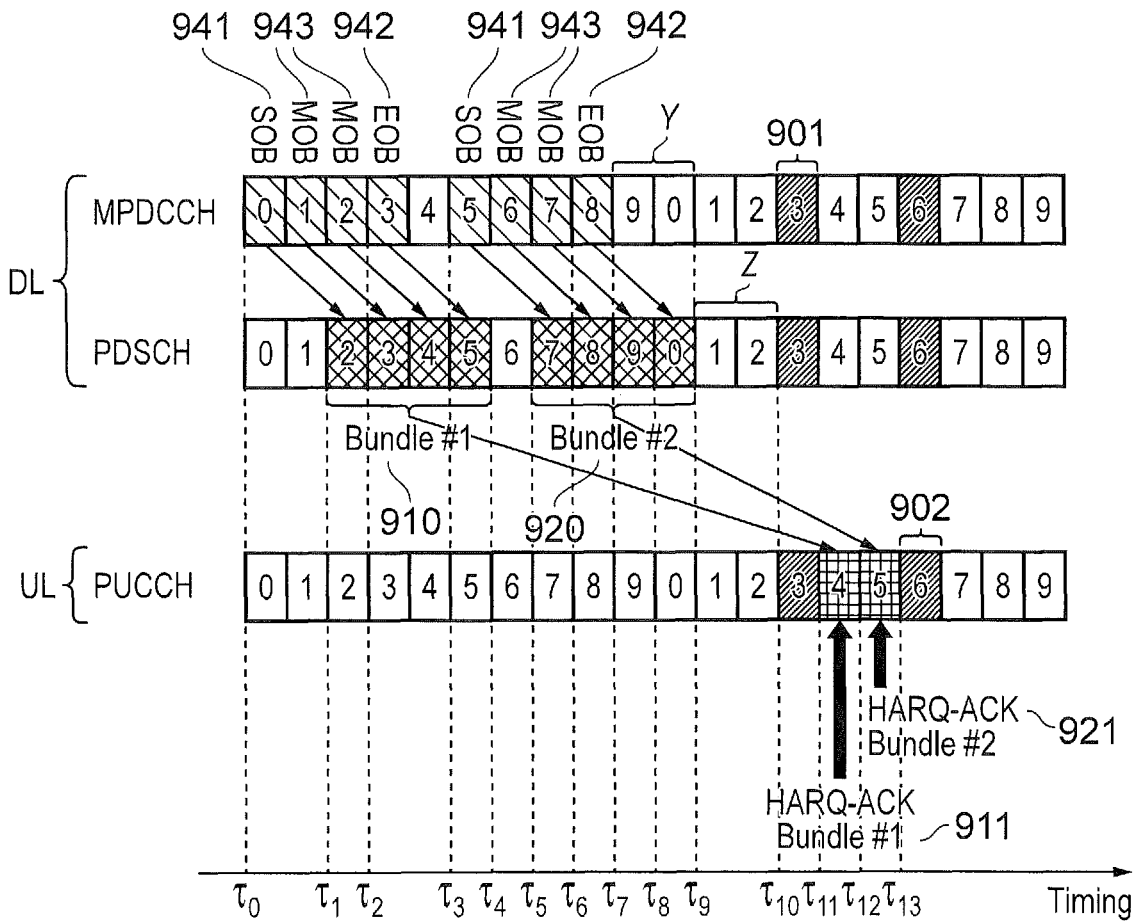 941 943 942 941 943 942
SOB MOB MOB EOB SOB MOB MOB EOB
Y 901
DL MPDCCH 0 1 2 3 4 5 6 7 8 9 0 1 2 3 4 5 6 7 8 9
Z
PDSCH 0 1 2 3 4 5 6 7 8 9 0 1 2 3 4 5 6 7 8 9
Bundle #1 Bundle #2
910 920 902
UL PUCCH 0 1 2 3 4 5 6 7 8 9 0 1 2 3 4 5 6 7 8 9
HARQ-ACK
Bundle #2 921
HARQ-ACK
Bundle #1 911
τ0 τ1 τ2 τ3 τ4 τ5 τ6 τ7 τ8 τ9 τ10 τ11 τ12 τ13 Timing